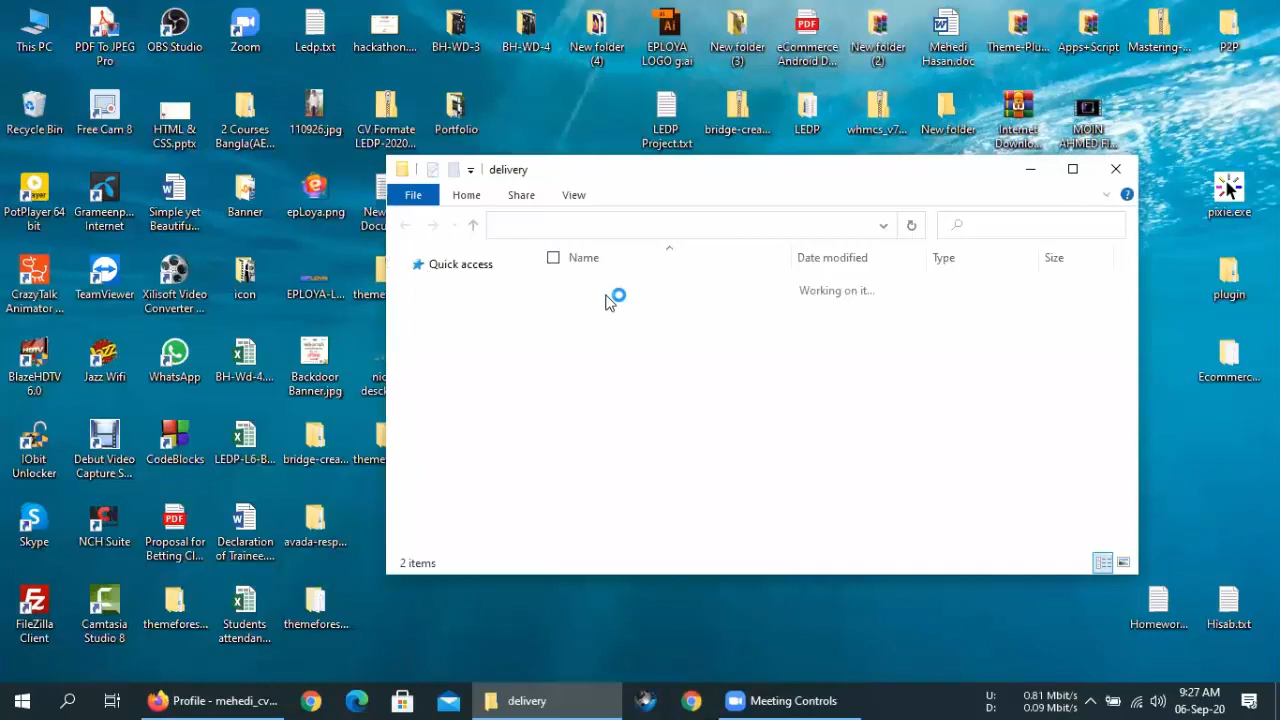 This PC
PDF To JPEG
Pro
OBS Studio
Zoom
Ledp.txt
hackathon....
BH-WD-3
BH-WD-4
New folder
(4)
EPLOYA
LOGO g.ai
New folder
(3)
eCommerce
Android D...
New folder
(2)
Mehedi
Hasan.doc
Theme-Plu...
Apps+Script
Mastering-...
P2P
Recycle Bin
Free Cam 8
HTML &
CSS.pptx
2 Courses
Bangla(AE...
110926.jpg
CV Formate
LEDP-2020...
Portfolio
LEDP
Project.txt
bridge-crea...
LEDP
whmcs_v7...
New folder
Internet
Downlo...
MOIN
AHMED Fi...
delivery
File
Home
Share
View
Quick access
Name
Date modified
Type
Size
Working on it...
2 items
PotPlayer 64
bit
Grameenp...
Internet
Simple yet
Beautifu...
Banner
epLoya.png
New
Docu
pixie.exe
CrazyTalk
Animator ...
TeamViewer
Xilisoft Video
Converter ...
icon
EPLOYA-L...
theme
plugin
BlazeHDTV
6.0
Jazz Wifi
WhatsApp
BH-Wd-4....
Backdoor
Banner.jpg
nic
desck
Ecommerc...
IObit
Unlocker
Debut Video
Capture S...
CodeBlocks
LEDP-L6-B...
bridge-crea...
theme
Skype
NCH Suite
Proposal for
Betting Cl...
Declaration
of Trainee....
avada-resp...
FileZilla
Client
Camtasia
Studio 8
themefores...
Students
attendan...
themefores...
Homewor...
Hisab.txt
Profile - mehedi_cv...
delivery
Meeting Controls
U:
D:
0.81 Mbit/s
0.09 Mbit/s
9:27 AM
06-Sep-20